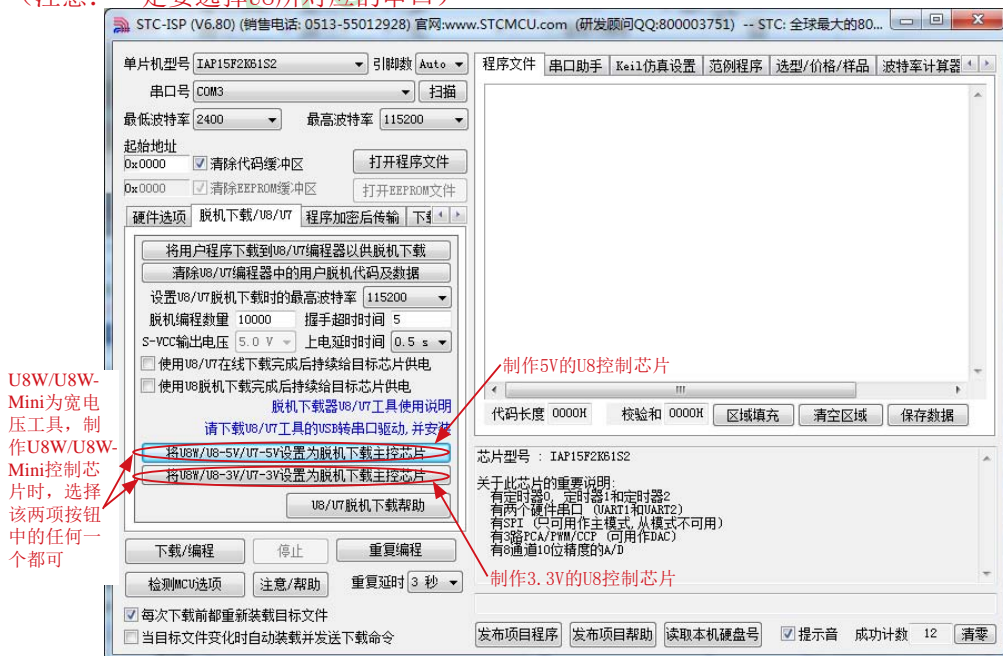 （注意：一定要选择U8所对应的串口）
STC-ISP (V6.80) (销售电话: 0513-55012928) 官网:www.STCMCU.com (研发顾问QQ:800003751) -- STC: 全球最大的80...
单片机型号 IAP15F2K61S2 引脚数 Auto
串口号 COM3 扫描
最低波特率 2400 最高波特率 115200
起始地址
0x0000 清除代码缓冲区 打开程序文件
0x0000 清除EEPROM缓冲区 打开EEPROM文件
硬件选项 脱机下载/U8/U7 程序加密后传输
将用户程序下载到U8/U7编程器以供脱机下载
清除U8/U7编程器中的用户脱机代码及数据
设置U8/U7脱机下载时的最高波特率 115200
脱机编程数量 10000 握手超时时间 5
S-VCC输出电压 5.0 V 上电延时时间 0.5 s
使用U8/U7在线下载完成后持续给目标芯片供电
使用U8脱机下载完成后持续给目标芯片供电
脱机下载器U8/U7工具使用说明
请下载U8/U7工具的USB转串口驱动,并安装
将U8W/U8-5V/U7-5V设置为脱机下载主控芯片
将U8W/U8-3V/U7-3V设置为脱机下载主控芯片
U8/U7脱机下载帮助
下载/编程 停止 重复编程
检测MCU选项 注意/帮助 重复延时 3 秒
每次下载前都重新装载目标文件
当目标文件变化时自动装载并发送下载命令
U8W/U8W-
Mini为宽电
压工具，制
作U8W/U8W-
Mini控制芯
片时，选择
该两项按钮
中的任何一
个都可
程序文件 串口助手 Keil仿真设置 范例程序 选型/价格/样品 波特率计算器
制作5V的U8控制芯片
代码长度 0000H 校验和 0000H 区域填充 清空区域 保存数据
芯片型号 : IAP15F2K61S2
关于此芯片的重要说明:
有定时器0, 定时器1和定时器2
有两个硬件串口 (UART1和UART2)
有SPI (只可用作主模式,从模式不可用)
有3路PCA/PWM/CCP (可用作DAC)
有8通道10位精度的A/D
制作3.3V的U8控制芯片
发布项目程序 发布项目帮助 读取本机硬盘号 提示音 成功计数 12 清零